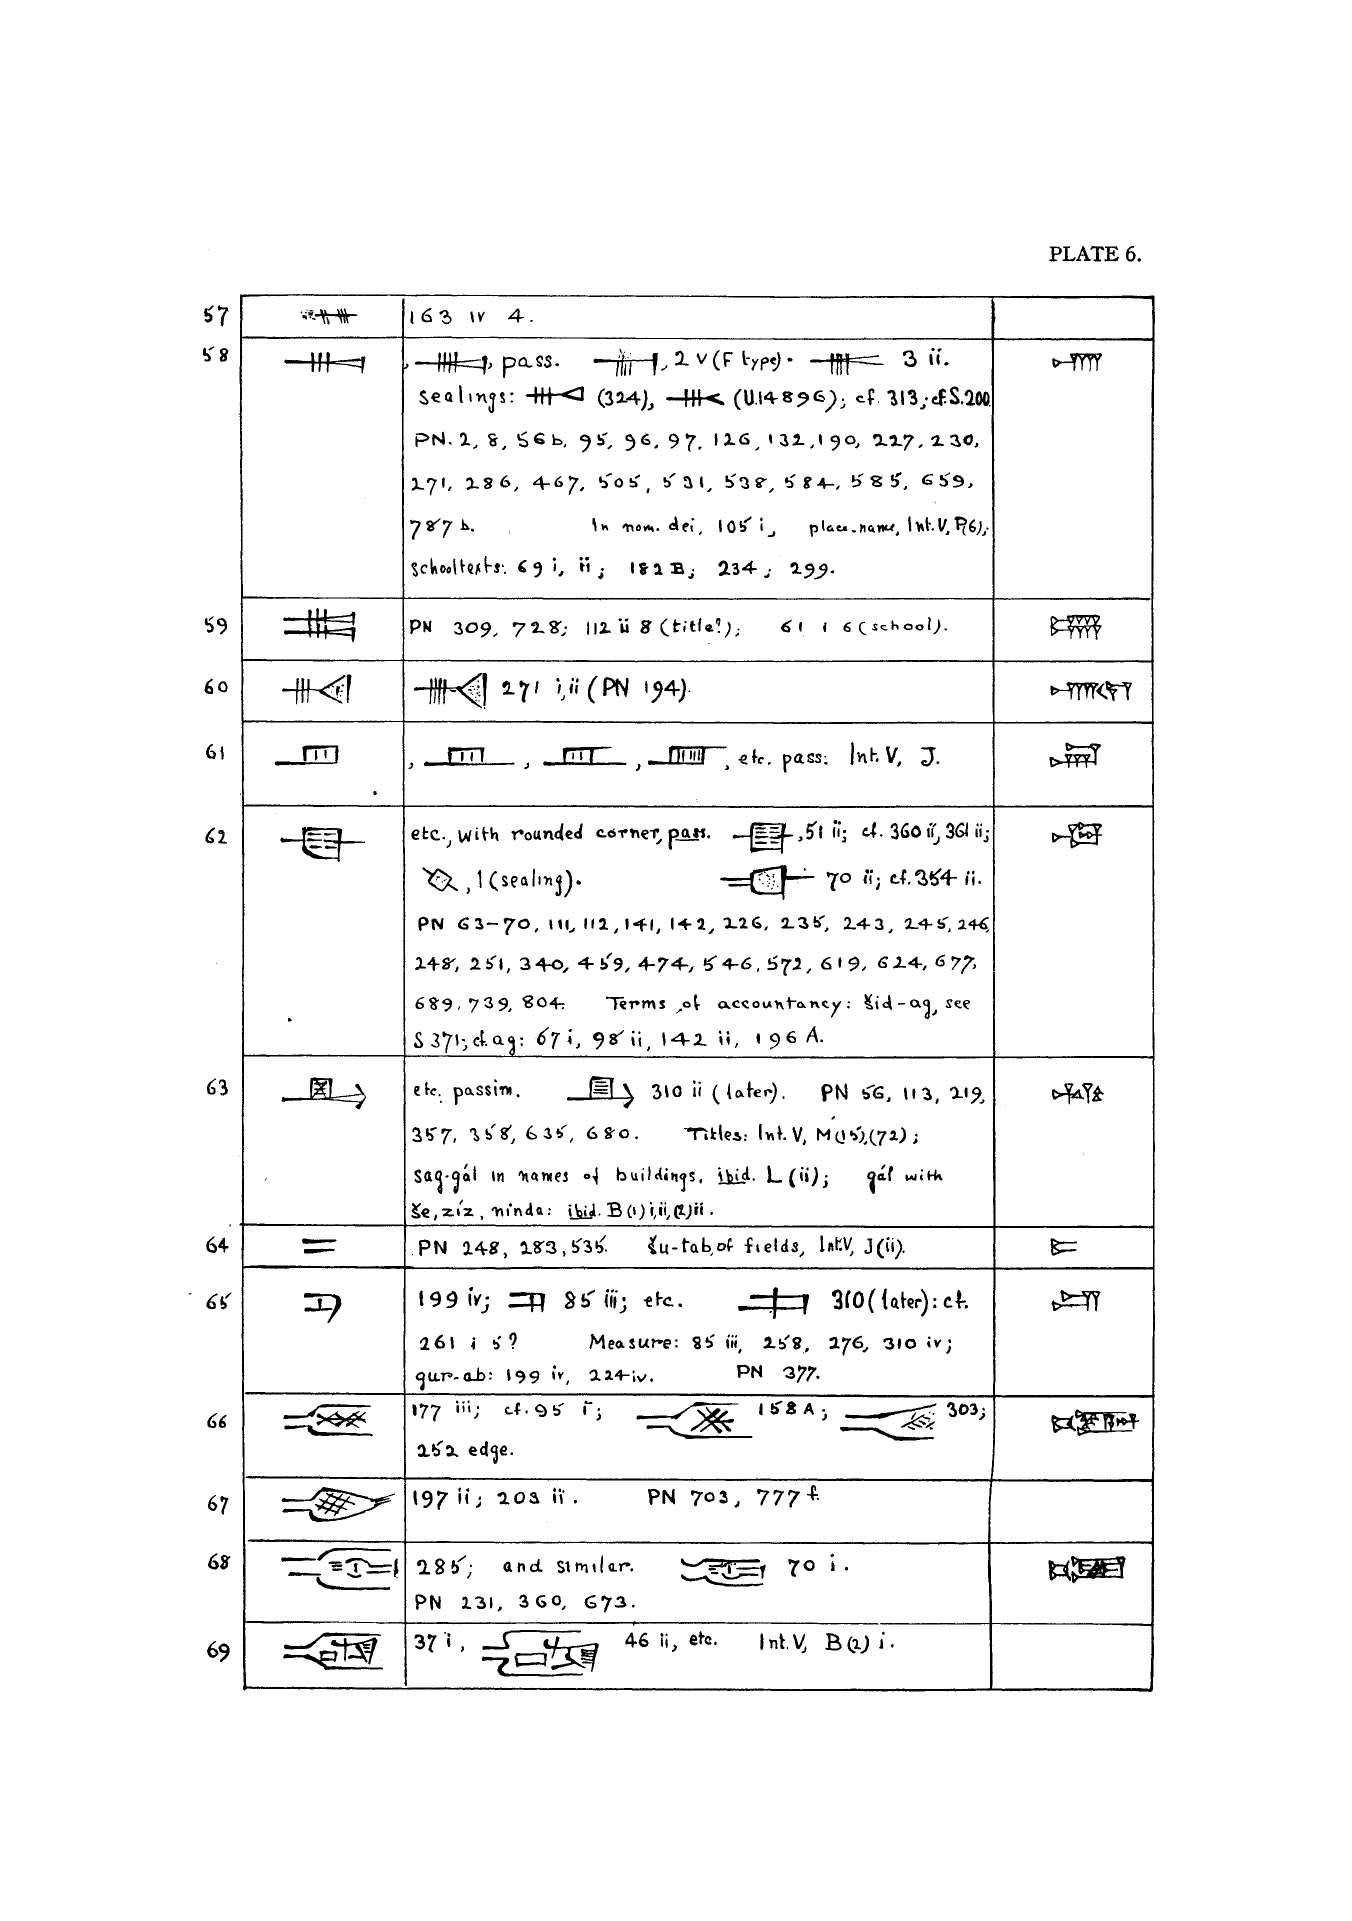 PLATE 6.
57 163 iv 4.
58 , , pass. , 2 v (F type). 3 ii.
Sealings: (324), (U.14896); cf. 313; cf. S.200.
PN. 2, 8, 56b, 95, 96, 97, 126, 132, 190, 227, 230,
271, 286, 467, 505, 531, 538, 584, 585, 659,
787 b. In nom. dei, 105 i, place-name, Int. V, P(6);
Schooltexts: 69 i, ii; 182 B; 234; 299.
59 PN 309, 728; 112 ii 8 (title?); 61 i 6 (school).
60 271 i, ii (PN 194).
61 , , , , etc. pass. Int. V, J.
62 etc., with rounded corner, pass. , 51 ii; cf. 360 ii, 361 ii;
, 1 (sealing). 70 ii; cf. 354 ii.
PN 63–70, 111, 112, 141, 142, 226, 235, 243, 245, 246,
248, 251, 340, 459, 474, 546, 572, 619, 624, 677,
689, 739, 804. Terms of accountancy: šid-ag, see
S 371; cf. ag: 67 i, 98 ii, 142 ii, 196 A.
63 etc. passim. 310 ii (later). PN 56, 113, 219,
357, 358, 635, 680. Titles: Int. V, M(15), (72);
sag-gál in names of buildings, ibid. L (ii); gál with
še, zíz, ninda: ibid. B (1) i, ii, (2) ii.
64 PN 248, 283, 535. šu-tab, of fields, Int. V, J (ii).
65 199 iv; 85 iii; etc. 310 (later): cf.
261 i 5? Measure: 85 iii, 258, 276, 310 iv;
gur-ab: 199 iv, 224 iv. PN 377.
66 177 iii; cf. 95 i; 158 A; 303;
252 edge.
67 197 ii; 203 ii. PN 703, 777 f.
68 285; and similar. 70 i.
PN 231, 360, 673.
69 37 i, 46 ii, etc. Int. V, B (2) i.